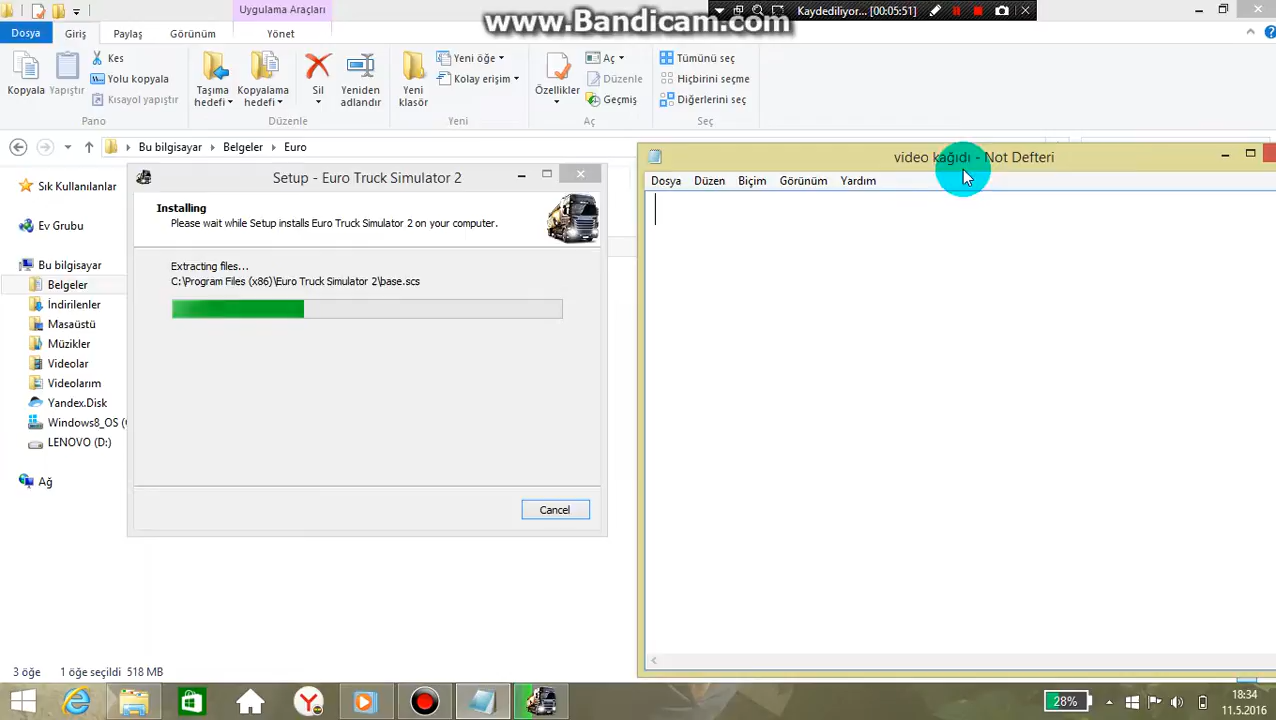 Uygulama Araçları
www.Bandicam.com
Kaydediliyor... [00:05:51]
Dosya Giriş Paylaş Görünüm Yönet
Kopyala
Yapıştır
Kes
Yolu kopyala
Kısayol yapıştır
Pano
Taşıma hedefi
Kopyalama hedefi
Sil
Yeniden adlandır
Düzenle
Yeni klasör
Yeni öğe
Kolay erişim
Yeni
Özellikler
Aç
Düzenle
Geçmiş
Aç
Tümünü seç
Hiçbirini seçme
Diğerlerini seç
Seç
Bu bilgisayar Belgeler Euro
Sık Kullanılanlar
Ev Grubu
Bu bilgisayar
Belgeler
İndirilenler
Masaüstü
Müzikler
Videolar
Videolarım
Yandex.Disk
Windows8_OS (
LENOVO (D:)
Ağ
Setup - Euro Truck Simulator 2
Installing
Please wait while Setup installs Euro Truck Simulator 2 on your computer.
Extracting files...
C:\Program Files (x86)\Euro Truck Simulator 2\base.scs
Cancel
video kağıdı - Not Defteri
Dosya Düzen Biçim Görünüm Yardım
3 öğe 1 öğe seçildi 518 MB
28%
18:34
11.5.2016